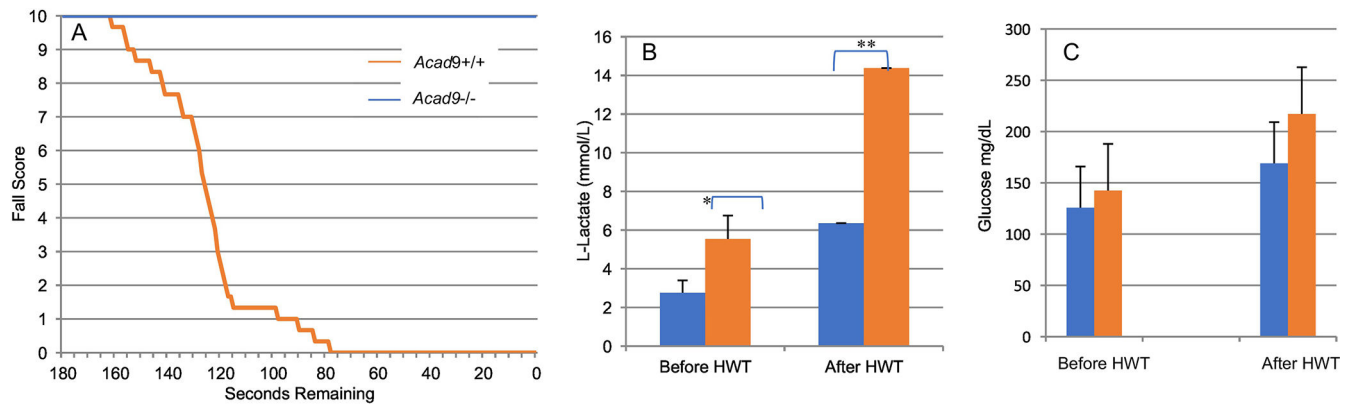 A
10
9
8
7
6
5
4
3
2
1
0
Fall Score
Acad9+/+
Acad9-/-
180 160 140 120 100 80 60 40 20 0
Seconds Remaining
B
16
14
12
10
8
6
4
2
0
L-Lactate (mmol/L)
*
**
Before HWT After HWT
C
300
250
200
150
100
50
0
Glucose mg/dL
Before HWT After HWT